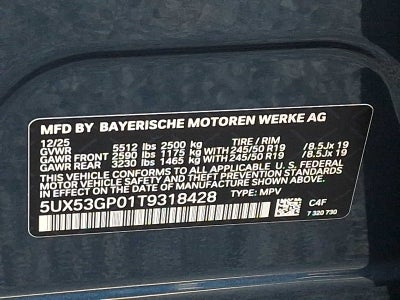 MFD BY BAYERISCHE MOTOREN WERKE AG
12/25 TIRE / RIM
GVWR 5512 lbs 2500 kg
GAWR FRONT 2590 lbs 1175 kg 245/50 R19 / 8.5Jx 19
GAWR REAR 3230 lbs 1465 kg 245/50 R19 / 8.5Jx 19
THIS VEHICLE CONFORMS TO ALL APPLICABLE U.S. FEDERAL
MOTOR VEHICLE SAFETY, BUMPER, AND THEFT PREVENTION
STANDARDS IN EFFECT ON THE DATE OF MANUFACTURE SHOWN ABOVE.
5UX53GP01T9318428 TYPE: MPV
C4F
7 320 730